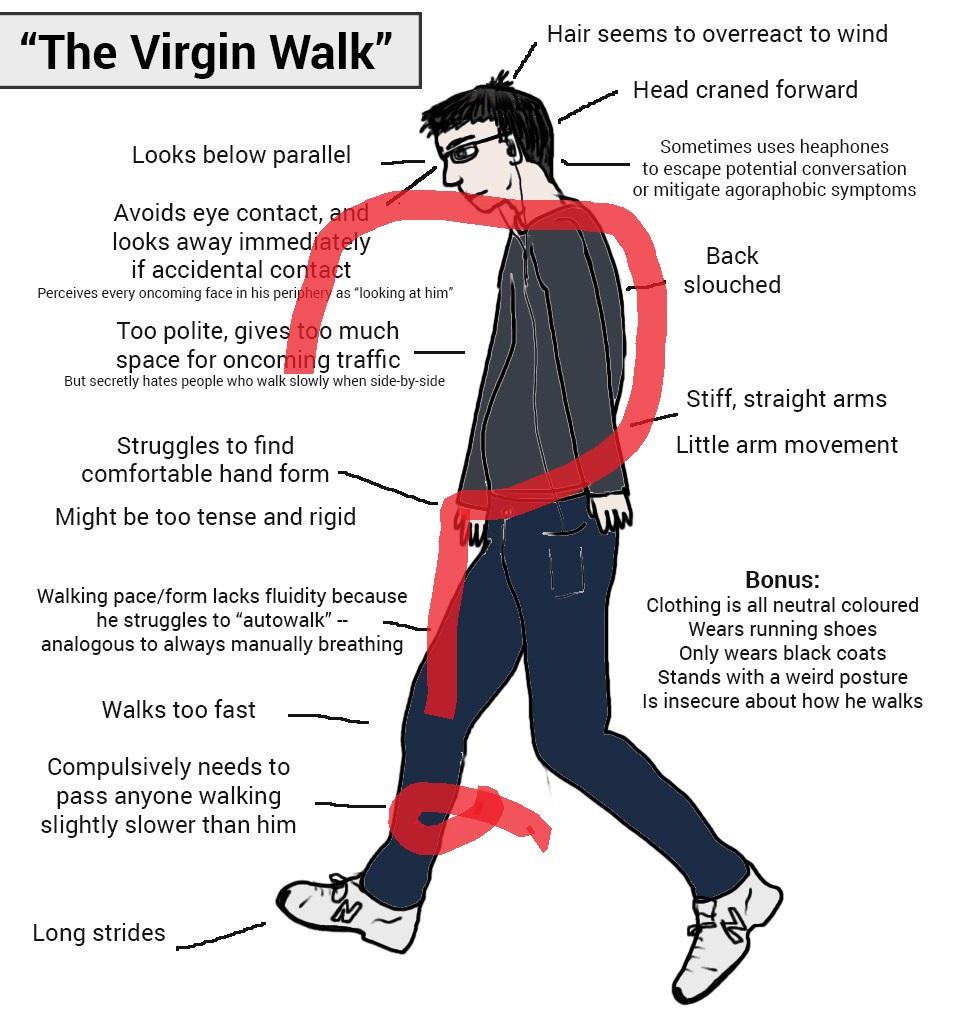 “The Virgin Walk”
Hair seems to overreact to wind
Head craned forward
Looks below parallel
Sometimes uses heaphones
to escape potential conversation
or mitigate agoraphobic symptoms
Avoids eye contact, and
looks away immediately
if accidental contact
Perceives every oncoming face in his periphery as “looking at him”
Back
slouched
Too polite, gives too much
space for oncoming traffic
But secretly hates people who walk slowly when side-by-side
Stiff, straight arms
Little arm movement
Struggles to find
comfortable hand form
Might be too tense and rigid
Walking pace/form lacks fluidity because
he struggles to “autowalk” --
analogous to always manually breathing
Bonus:
Clothing is all neutral coloured
Wears running shoes
Only wears black coats
Stands with a weird posture
Is insecure about how he walks
Walks too fast
Compulsively needs to
pass anyone walking
slightly slower than him
Long strides
N
N
?